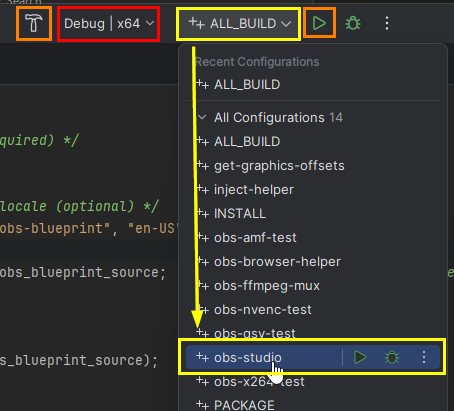 Search
Debug | x64
ALL_BUILD
Recent Configurations
ALL_BUILD
All Configurations 14
quired) */
ALL_BUILD
get-graphics-offsets
inject-helper
locale (optional) */
INSTALL
obs-blueprint", "en-US"
obs-amf-test
obs-browser-helper
obs_blueprint_source;
obs-ffmpeg-mux
obs-nvenc-test
obs-qsv-test
s_blueprint_source);
obs-studio
obs-x264-test
PACKAGE